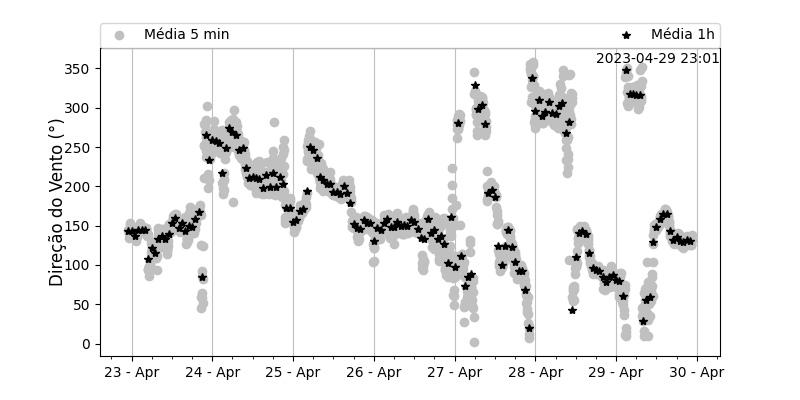 Média 5 min
Média 1h
2023-04-29 23:01
Direção do Vento (°)
350
300
250
200
150
100
50
0
23 - Apr
24 - Apr
25 - Apr
26 - Apr
27 - Apr
28 - Apr
29 - Apr
30 - Apr